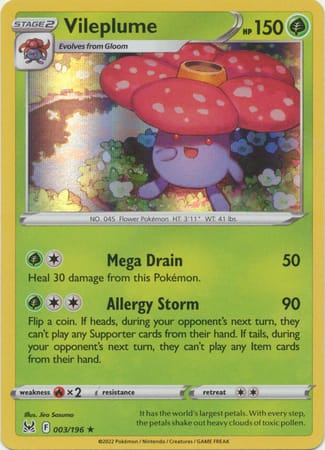 STAGE 2 Vileplume HP 150
Evolves from Gloom
NO. 045 Flower Pokémon HT: 3'11" WT: 41 lbs.
Mega Drain 50
Heal 30 damage from this Pokémon.
Allergy Storm 90
Flip a coin. If heads, during your opponent's next turn, they
can't play any Supporter cards from their hand. If tails, during
your opponent's next turn, they can't play any Item cards
from their hand.
weakness ×2 resistance retreat
Illus. Jiro Sasumo
F 003/196 ★
It has the world's largest petals. With every step,
the petals shake out heavy clouds of toxic pollen.
©2022 Pokémon / Nintendo / Creatures / GAME FREAK